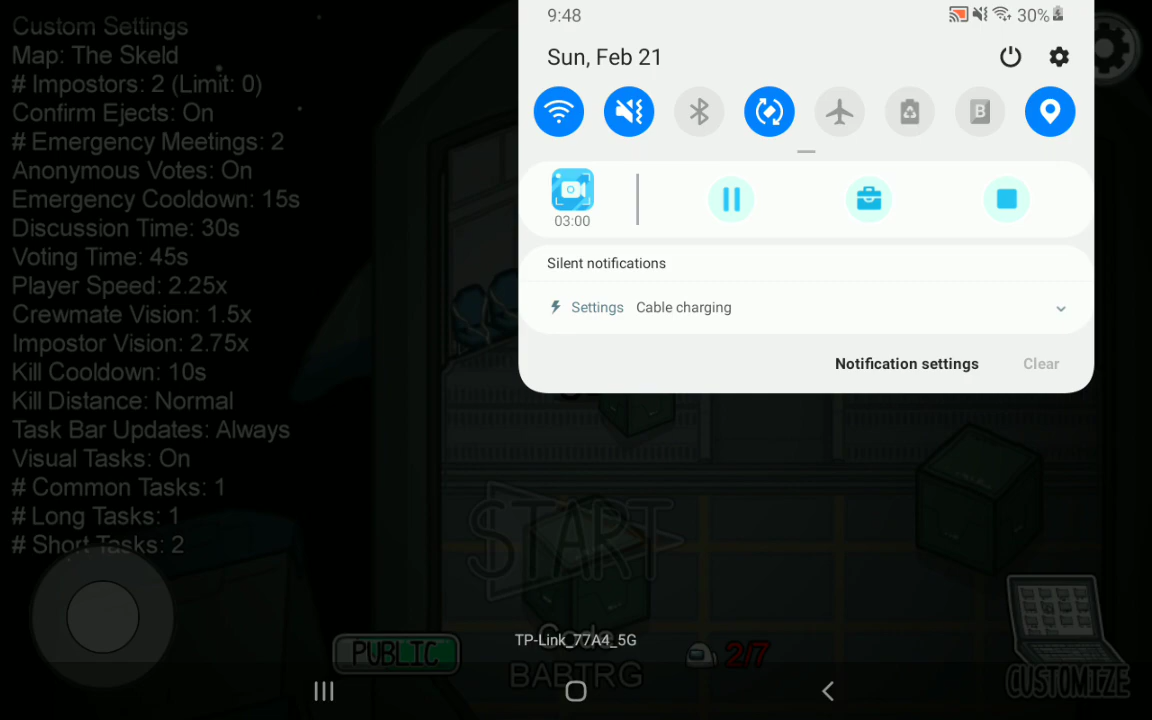 Custom Settings
Map: The Skeld
# Impostors: 2 (Limit: 0)
Confirm Ejects: On
# Emergency Meetings: 2
Anonymous Votes: On
Emergency Cooldown: 15s
Discussion Time: 30s
Voting Time: 45s
Player Speed: 2.25x
Crewmate Vision: 1.5x
Impostor Vision: 2.75x
Kill Cooldown: 10s
Kill Distance: Normal
Task Bar Updates: Always
Visual Tasks: On
# Common Tasks: 1
# Long Tasks: 1
# Short Tasks: 2
9:48
30%
Sun, Feb 21
B
03:00
Silent notifications
Settings Cable charging
Notification settings Clear
START
PUBLIC
Code
TP-Link_77A4_5G
BABTRG
2/7
CUSTOMIZE